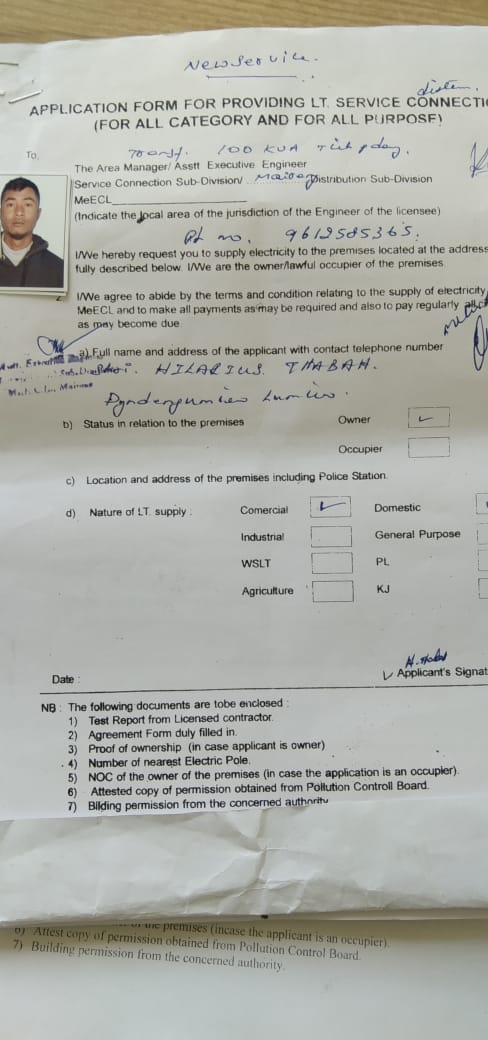 New Service.
APPLICATION FORM FOR PROVIDING LT. SERVICE CONNECTI
(FOR ALL CATEGORY AND FOR ALL PURPOSE)
To,
100 KVA
The Area Manager/ Asstt Executive Engineer
Service Connection Sub-Division/ Distribution Sub-Division
MeECL
(Indicate the local area of the jurisdiction of the Engineer of the licensee)
Ph no. 9612585365.
I/We hereby request you to supply electricity to the premises located at the address
fully described below. I/We are the owner/lawful occupier of the premises.
2. I/We agree to abide by the terms and condition relating to the supply of electricity
MeECL and to make all payments as may be required and also to pay regularly all
as may become due
a) Full name and address of the applicant with contact telephone number
HILARIUS THABAH.
b) Status in relation to the premises Owner ✓
Occupier
c) Location and address of the premises including Police Station.
d) Nature of LT. supply : Comercial ✓ Domestic
Industrial General Purpose
WSLT PL
Agriculture KJ
Date : Applicant's Signat
NB : The following documents are tobe enclosed :
1) Test Report from Licensed contractor.
2) Agreement Form duly filled in.
3) Proof of ownership (in case applicant is owner)
4) Number of nearest Electric Pole.
5) NOC of the owner of the premises (in case the application is an occupier).
6) Attested copy of permission obtained from Pollution Controll Board.
7) Bilding permission from the concerned authority
of the premises (incase the applicant is an occupier).
6) Attest copy of permission obtained from Pollution Control Board.
7) Building permission from the concerned authority.